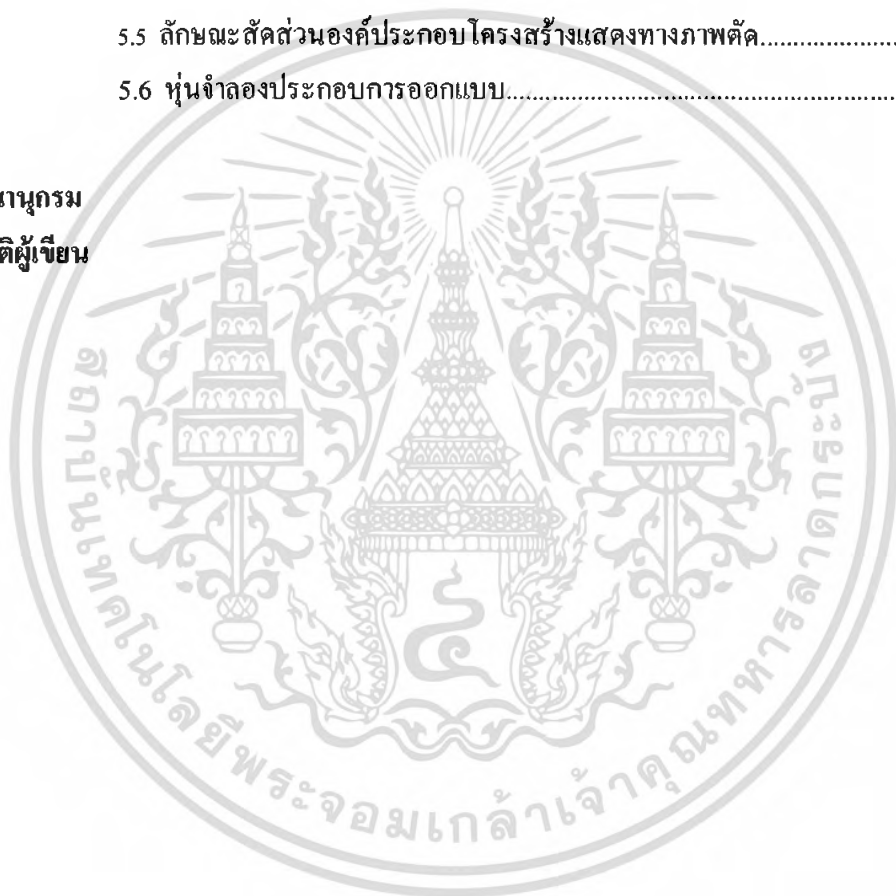 5.5 ลักษณะสัดส่วนองค์ประกอบโครงสร้างแสดงทางภาพตัด
5.6 หุ่นจำลองประกอบการออกแบบ
านุกรม
ติผู้เขียน
สถาบันเทคโนโลยีพระจอมเกล้าเจ้าคุณทหารลาดกระบัง
๔